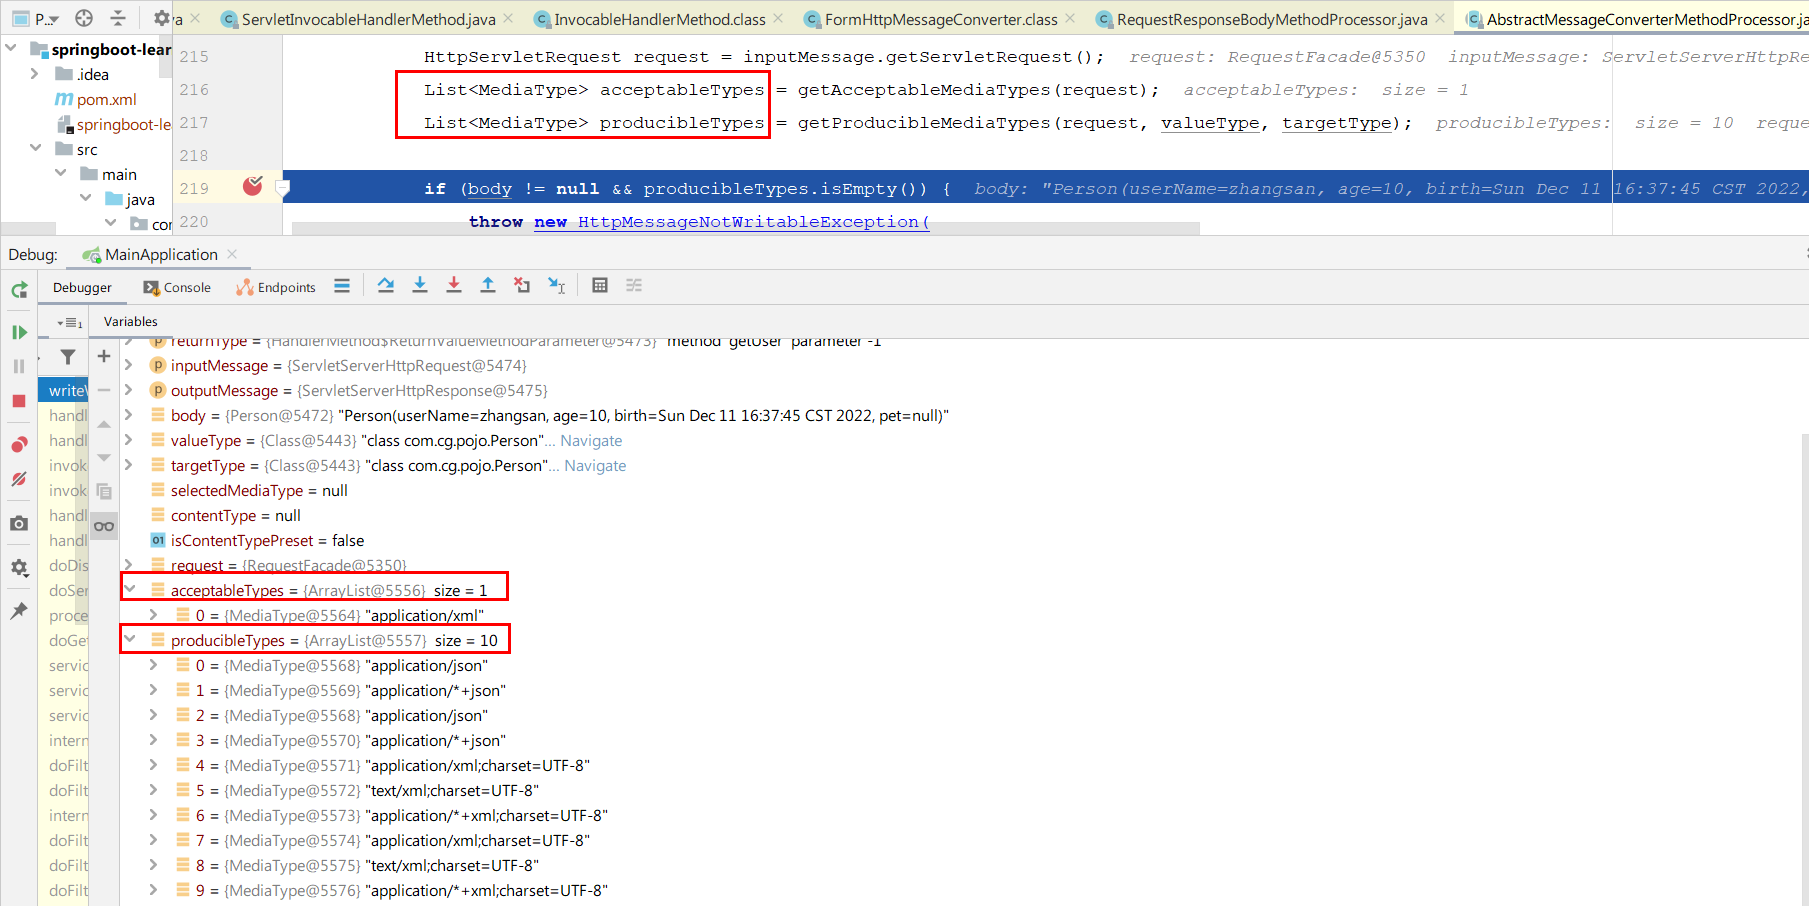 P...
va
ServletInvocableHandlerMethod.java
InvocableHandlerMethod.class
FormHttpMessageConverter.class
RequestResponseBodyMethodProcessor.java
AbstractMessageConverterMethodProcessor.ja
springboot-lear
.idea
pom.xml
springboot-le
src
main
java
cor
215 HttpServletRequest request = inputMessage.getServletRequest(); request: RequestFacade@5350 inputMessage: ServletServerHttpRe
216 List<MediaType> acceptableTypes = getAcceptableMediaTypes(request); acceptableTypes: size = 1
217 List<MediaType> producibleTypes = getProducibleMediaTypes(request, valueType, targetType); producibleTypes: size = 10 reque
218
219 if (body != null && producibleTypes.isEmpty()) { body: "Person(userName=zhangsan, age=10, birth=Sun Dec 11 16:37:45 CST 2022,
220 throw new HttpMessageNotWritableException(
Debug: MainApplication
Debugger Console Endpoints
Variables
returnType = {HandlerMethod$ReturnValueMethodParameter@5473} "method 'getUser' parameter -1"
inputMessage = {ServletServerHttpRequest@5474}
writeW
outputMessage = {ServletServerHttpResponse@5475}
handl
body = {Person@5472} "Person(userName=zhangsan, age=10, birth=Sun Dec 11 16:37:45 CST 2022, pet=null)"
handl
valueType = {Class@5443} "class com.cg.pojo.Person"... Navigate
invok
targetType = {Class@5443} "class com.cg.pojo.Person"... Navigate
invok
selectedMediaType = null
handl
contentType = null
handl
isContentTypePreset = false
doDis
request = {RequestFacade@5350}
doSer
acceptableTypes = {ArrayList@5556} size = 1
proce
0 = {MediaType@5564} "application/xml"
doGet
producibleTypes = {ArrayList@5557} size = 10
servic
0 = {MediaType@5568} "application/json"
servic
1 = {MediaType@5569} "application/*+json"
servic
2 = {MediaType@5568} "application/json"
intern
3 = {MediaType@5570} "application/*+json"
doFilt
4 = {MediaType@5571} "application/xml;charset=UTF-8"
doFilt
5 = {MediaType@5572} "text/xml;charset=UTF-8"
intern
6 = {MediaType@5573} "application/*+xml;charset=UTF-8"
doFilt
7 = {MediaType@5574} "application/xml;charset=UTF-8"
doFilt
8 = {MediaType@5575} "text/xml;charset=UTF-8"
doFilt
9 = {MediaType@5576} "application/*+xml;charset=UTF-8"